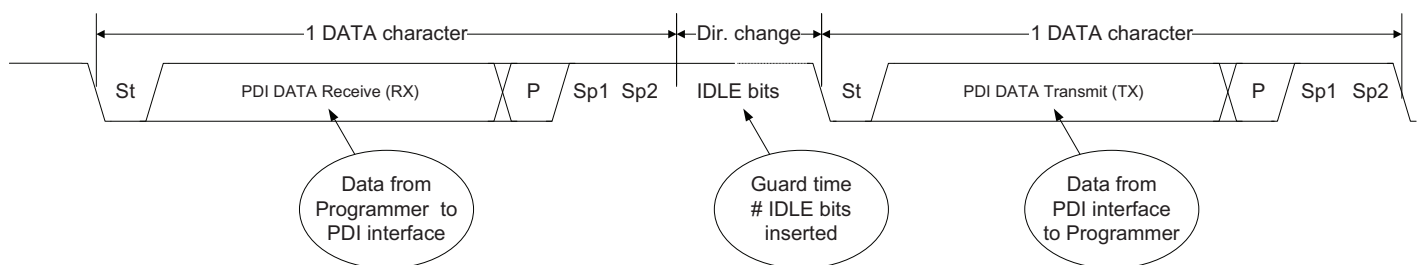 1 DATA character
Dir. change
1 DATA character
St
PDI DATA Receive (RX)
P
Sp1
Sp2
IDLE bits
St
PDI DATA Transmit (TX)
P
Sp1
Sp2
Data from
Programmer to
PDI interface
Guard time
# IDLE bits
inserted
Data from
PDI interface
to Programmer